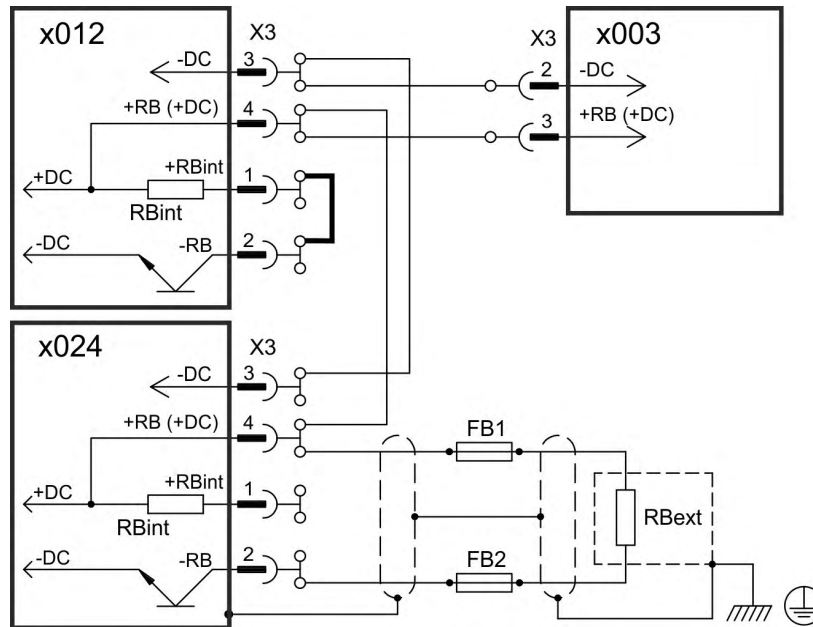 x012
X3
-DC
3
+RB (+DC)
4
+DC
+RBint
1
RBint
-DC
-RB
2
X3
x003
2
-DC
3
+RB (+DC)
x024
X3
-DC
3
+RB (+DC)
4
+DC
+RBint
1
RBint
-DC
-RB
2
FB1
FB2
RBext